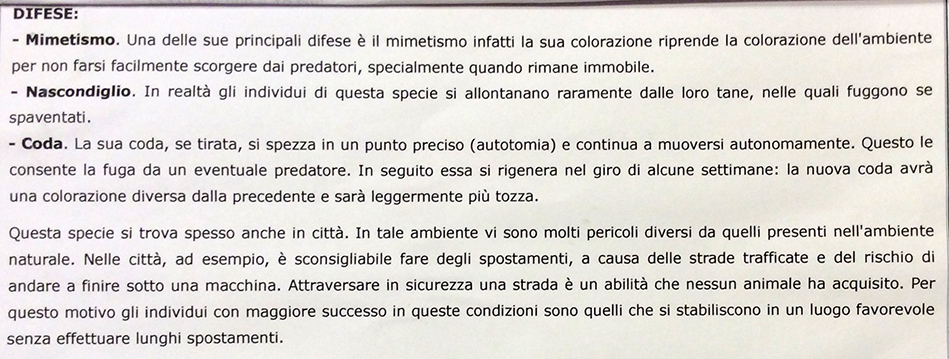 DIFESE:
- Mimetismo. Una delle sue principali difese è il mimetismo infatti la sua colorazione riprende la colorazione dell'ambiente
per non farsi facilmente scorgere dai predatori, specialmente quando rimane immobile.
- Nascondiglio. In realtà gli individui di questa specie si allontanano raramente dalle loro tane, nelle quali fuggono se
spaventati.
- Coda. La sua coda, se tirata, si spezza in un punto preciso (autotomia) e continua a muoversi autonomamente. Questo le
consente la fuga da un eventuale predatore. In seguito essa si rigenera nel giro di alcune settimane: la nuova coda avrà
una colorazione diversa dalla precedente e sarà leggermente più tozza.
Questa specie si trova spesso anche in città. In tale ambiente vi sono molti pericoli diversi da quelli presenti nell'ambiente
naturale. Nelle città, ad esempio, è sconsigliabile fare degli spostamenti, a causa delle strade trafficate e del rischio di
andare a finire sotto una macchina. Attraversare in sicurezza una strada è un abilità che nessun animale ha acquisito. Per
questo motivo gli individui con maggiore successo in queste condizioni sono quelli che si stabiliscono in un luogo favorevole
senza effettuare lunghi spostamenti.